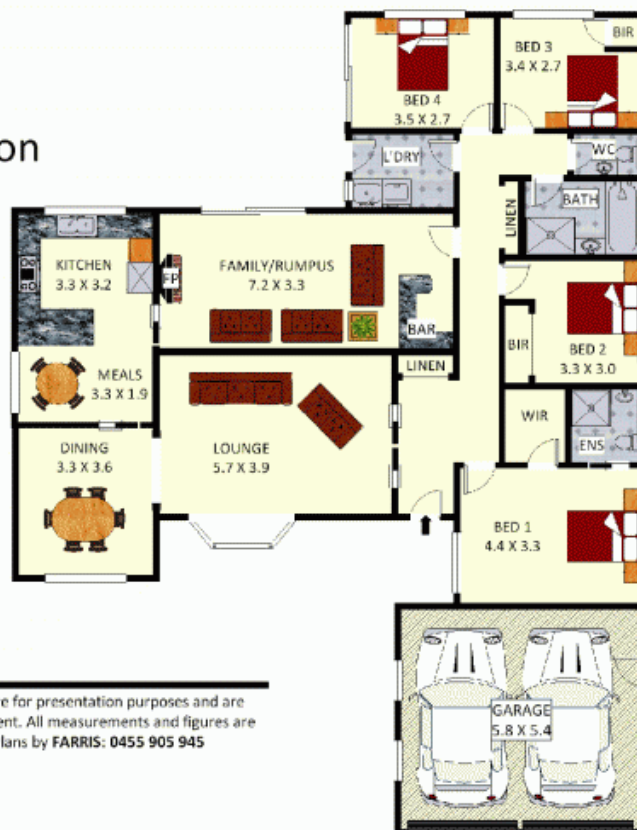 on
BED 4
3.5 X 2.7
BED 3
3.4 X 2.7
BIR
L'DRY
WC
LINEN
BATH
KITCHEN
3.3 X 3.2
FP
FAMILY/RUMPUS
7.2 X 3.3
BAR
BIR
BED 2
3.3 X 3.0
MEALS
3.3 X 1.9
LINEN
WIR
ENS
DINING
3.3 X 3.6
LOUNGE
5.7 X 3.9
BED 1
4.4 X 3.3
GARAGE
5.8 X 5.4
re for presentation purposes and are
ent. All measurements and figures are
lans by FARRIS: 0455 905 945